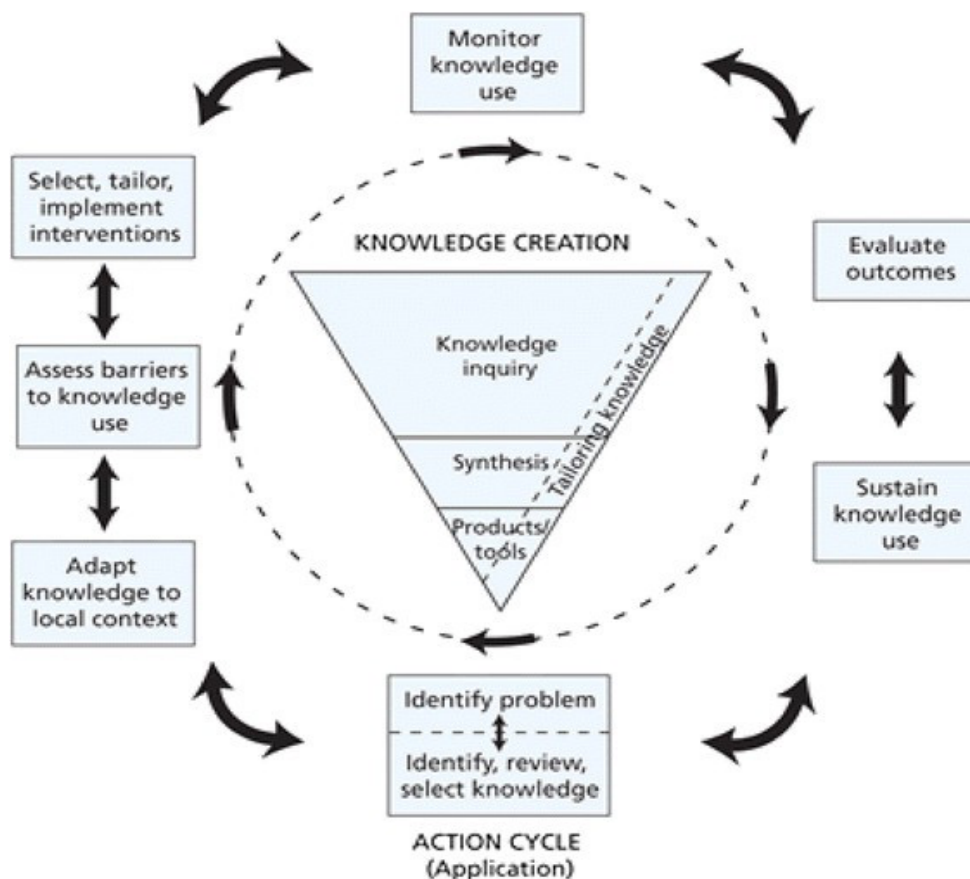 Monitor
knowledge
use
Select, tailor,
implement
interventions
Evaluate
outcomes
KNOWLEDGE CREATION
Knowledge
inquiry
Tailoring knowledge
Synthesis
Products/
tools
Assess barriers
to knowledge
use
Sustain
knowledge
use
Adapt
knowledge to
local context
Identify problem
Identify, review,
select knowledge
ACTION CYCLE
(Application)